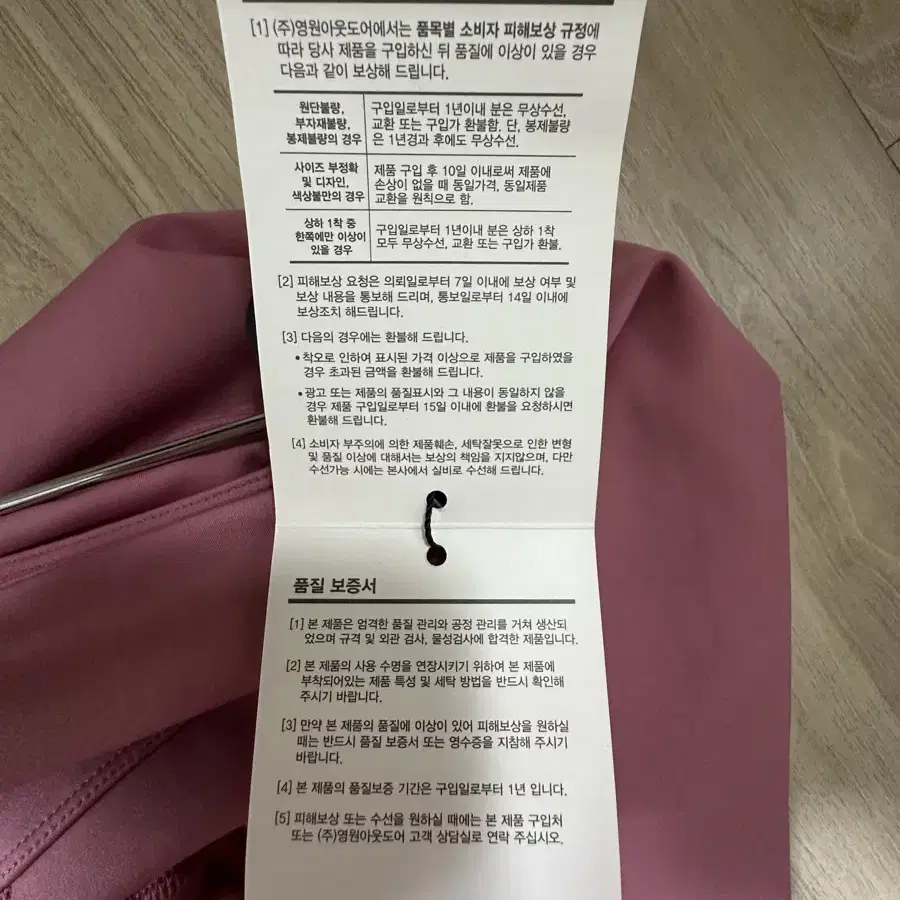 [1] (주)영원아웃도어에서는 품목별 소비자 피해보상 규정에
따라 당사 제품을 구입하신 뒤 품질에 이상이 있을 경우
다음과 같이 보상해 드립니다.
원단불량,
부자재불량,
봉제불량의 경우
구입일로부터 1년이내 분은 무상수선,
교환 또는 구입가 환불함. 단, 봉제불량
은 1년경과 후에도 무상수선.
사이즈 부정확
및 디자인,
색상불만의 경우
제품 구입 후 10일 이내로써 제품에
손상이 없을 때 동일가격, 동일제품
교환을 원칙으로 함.
상하 1착 중
한쪽에만 이상이
있을 경우
구입일로부터 1년이내 분은 상하 1착
모두 무상수선, 교환 또는 구입가 환불.
[2] 피해보상 요청은 의뢰일로부터 7일 이내에 보상 여부 및
보상 내용을 통보해 드리며, 통보일로부터 14일 이내에
보상조치 해드립니다.
[3] 다음의 경우에는 환불해 드립니다.
• 착오로 인하여 표시된 가격 이상으로 제품을 구입하였을
경우 초과된 금액을 환불해 드립니다.
• 광고 또는 제품의 품질표시와 그 내용이 동일하지 않을
경우 제품 구입일로부터 15일 이내에 환불을 요청하시면
환불해 드립니다.
[4] 소비자 부주의에 의한 제품훼손, 세탁잘못으로 인한 변형
및 품질 이상에 대해서는 보상의 책임을 지지않으며, 다만
수선가능 시에는 본사에서 실비로 수선해 드립니다.
품질 보증서
[1] 본 제품은 엄격한 품질 관리와 공정 관리를 거쳐 생산되
었으며 규격 및 외관 검사, 물성검사에 합격한 제품입니다.
[2] 본 제품의 사용 수명을 연장시키기 위하여 본 제품에
부착되어있는 제품 특성 및 세탁 방법을 반드시 확인해
주시기 바랍니다.
[3] 만약 본 제품의 품질에 이상이 있어 피해보상을 원하실
때는 반드시 품질 보증서 또는 영수증을 지참해 주시기
바랍니다.
[4] 본 제품의 품질보증 기간은 구입일로부터 1년 입니다.
[5] 피해보상 또는 수선을 원하실 때에는 본 제품 구입처
또는 (주)영원아웃도어 고객 상담실로 연락 주십시오.